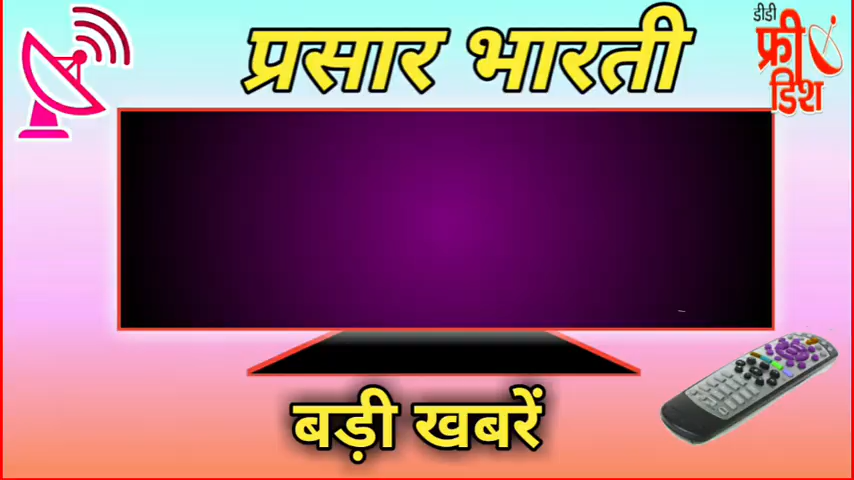 प्रसार भारती
डीडी
फ्री
डिश
बड़ी खबरें